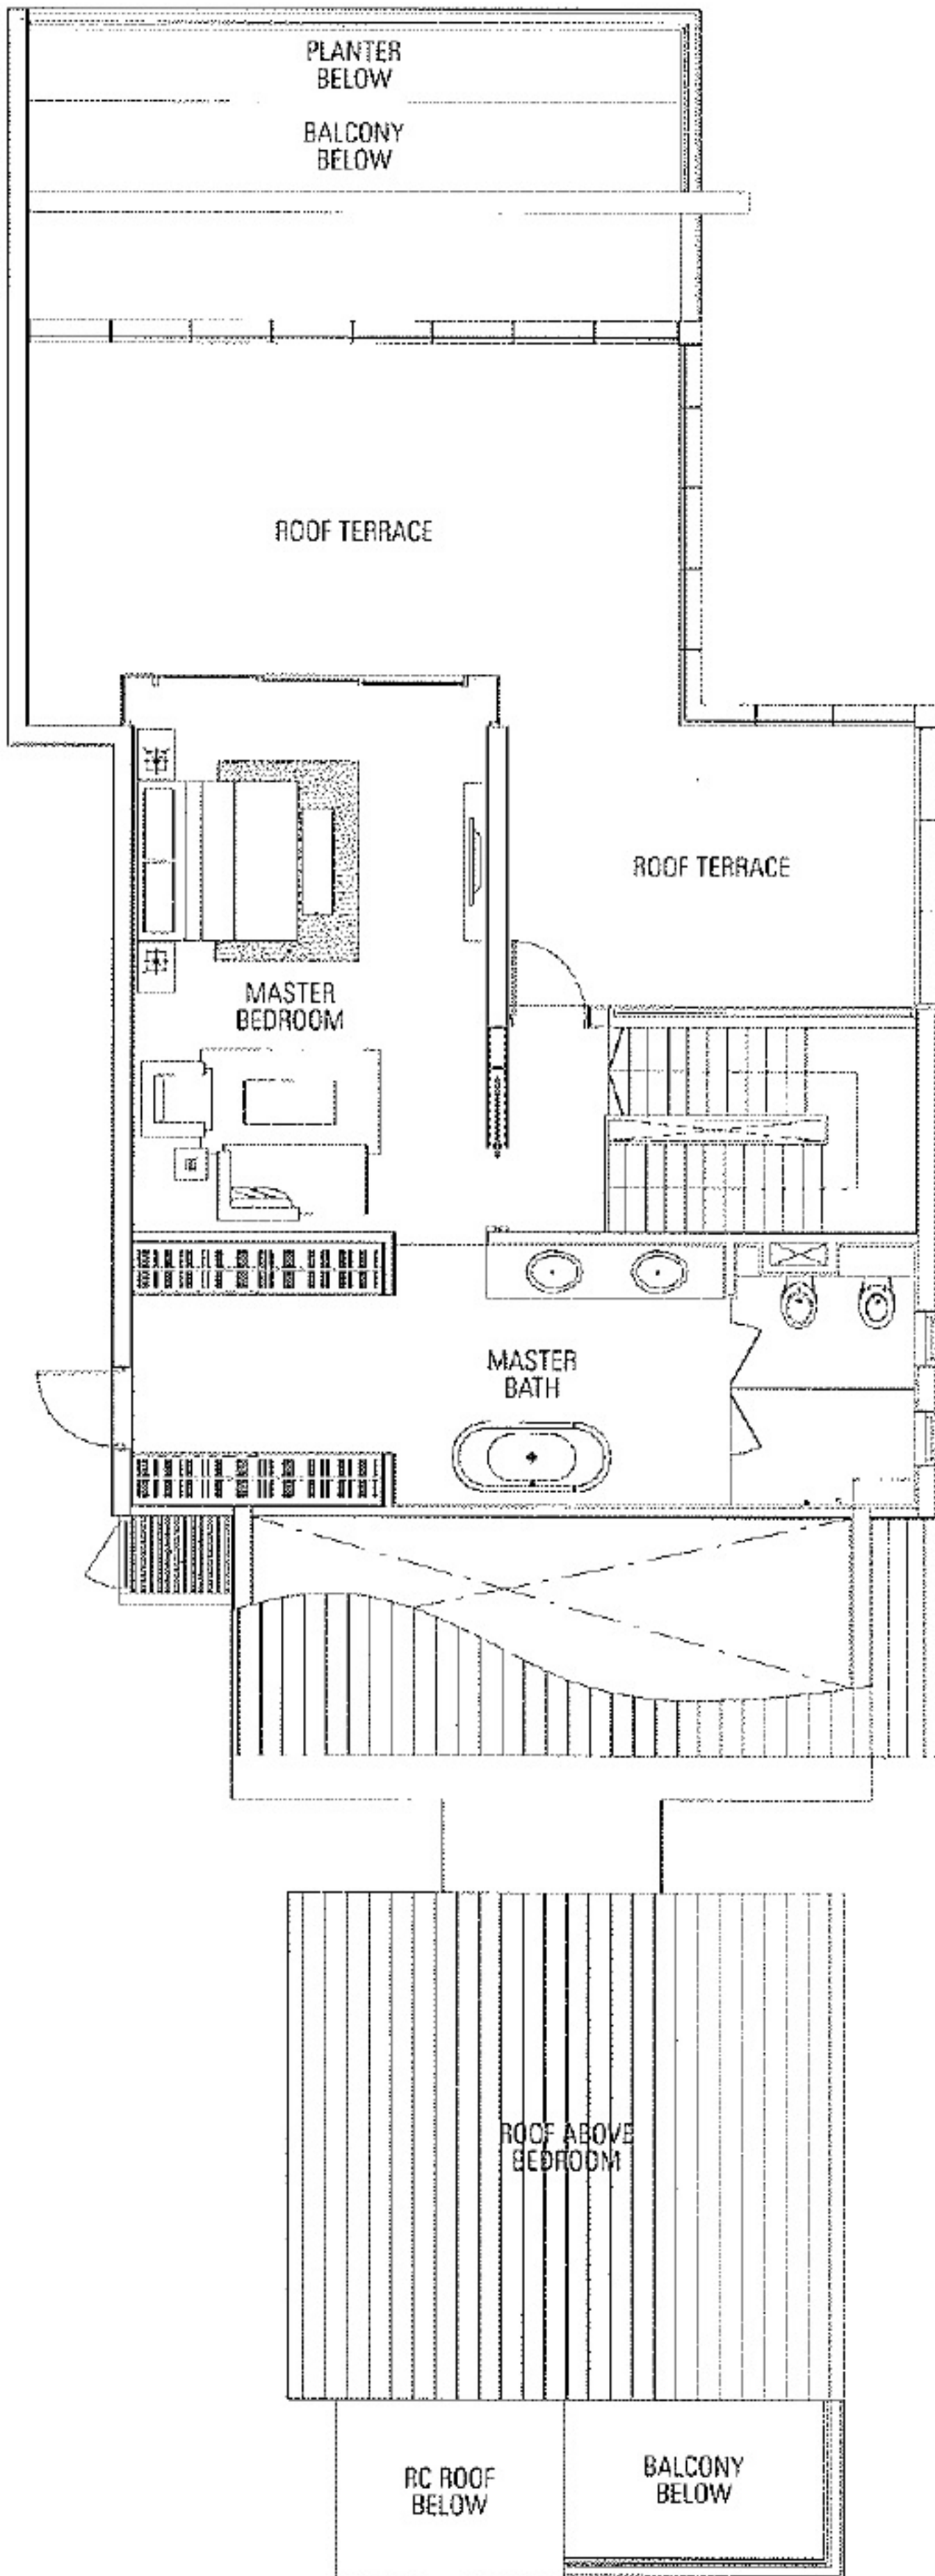 PLANTER
BELOW
BALCONY
BELOW
ROOF TERRACE
ROOF TERRACE
MASTER
BEDROOM
MASTER
BATH
ROOF ABOVE
BEDROOM
RC ROOF
BELOW
BALCONY
BELOW